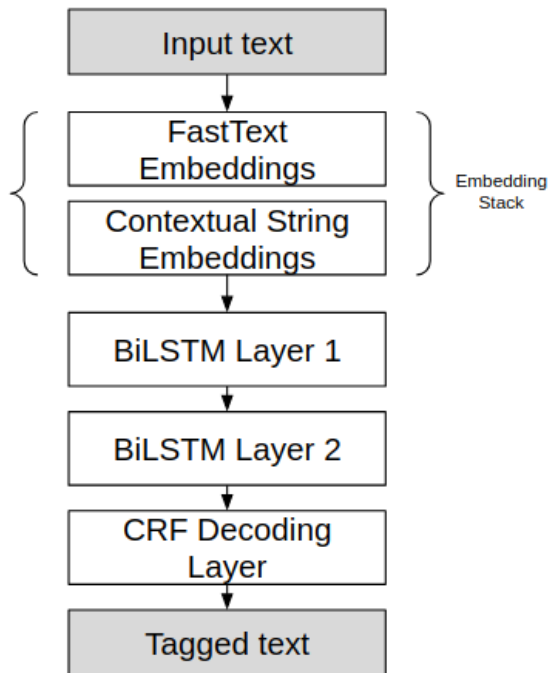 Input text
FastText
Embeddings
Contextual String
Embeddings
Embedding
Stack
BiLSTM Layer 1
BiLSTM Layer 2
CRF Decoding
Layer
Tagged text